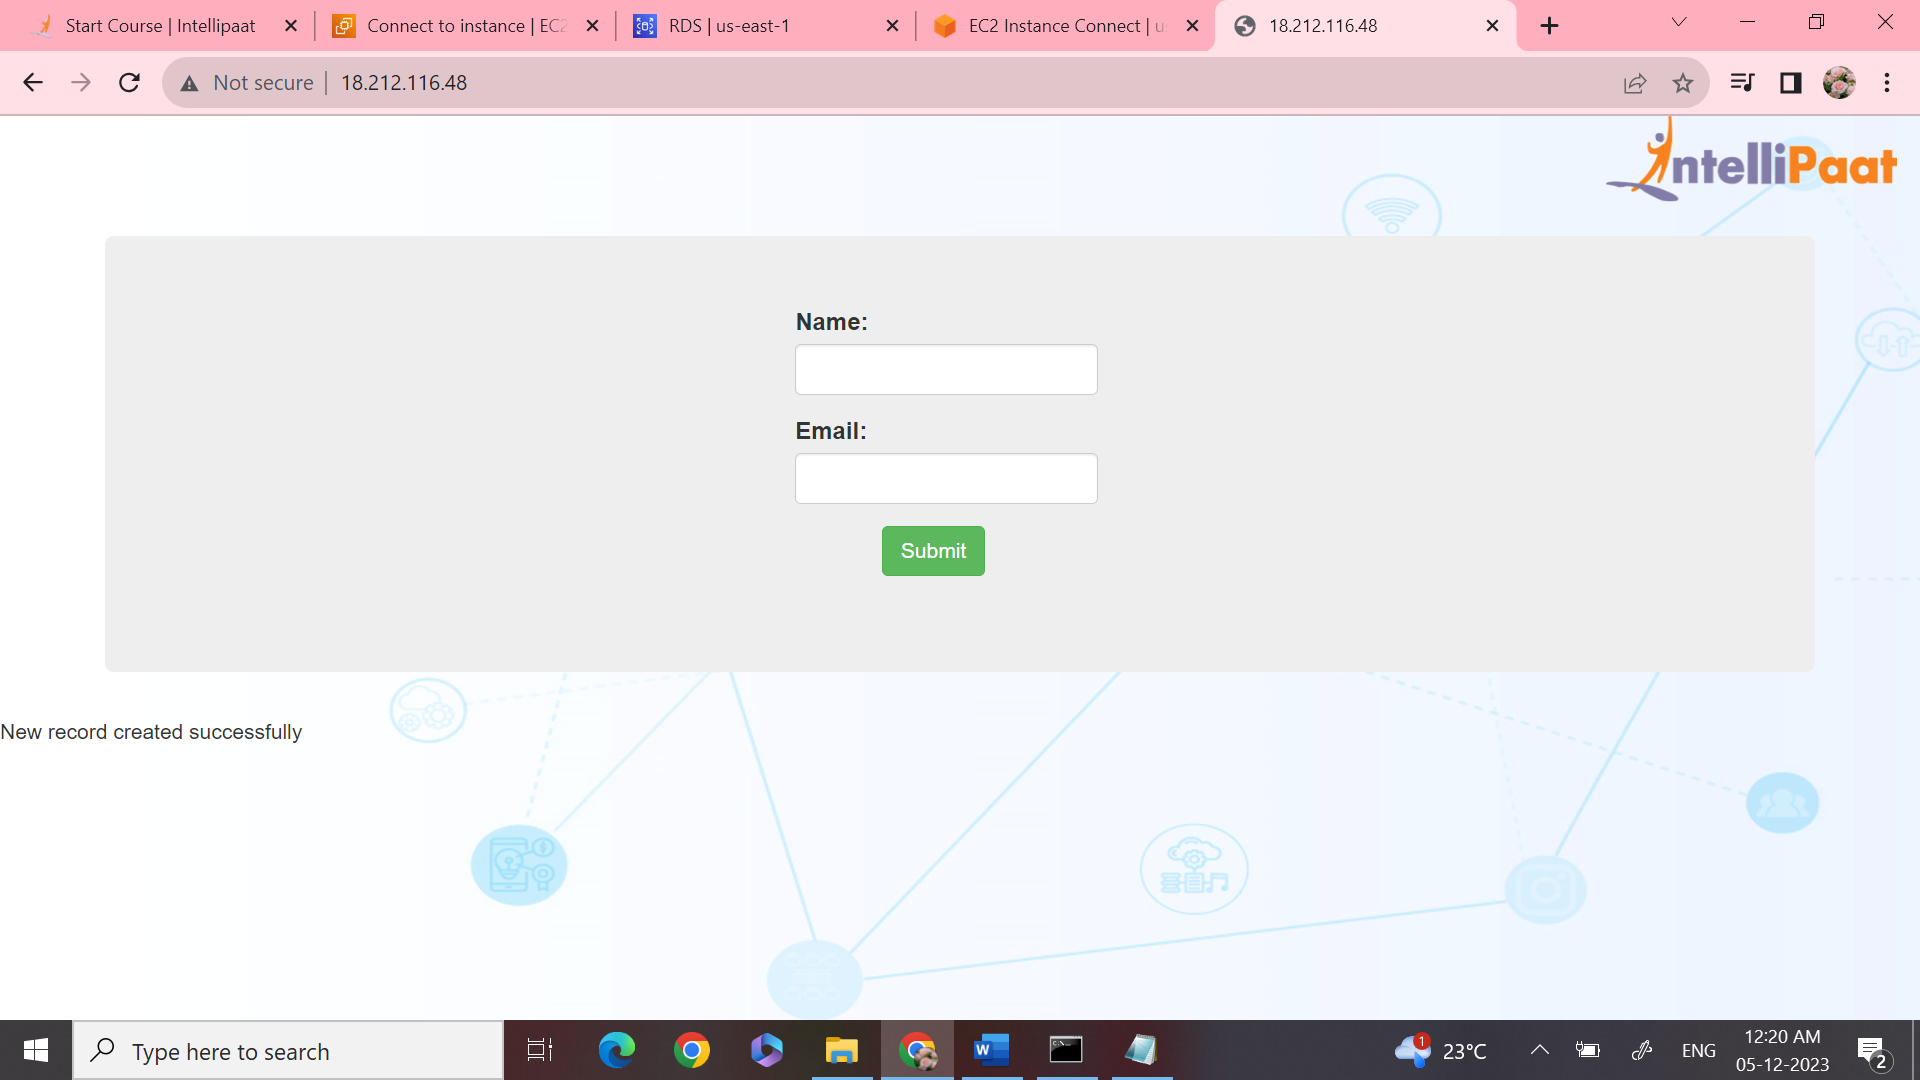 Start Course | Intellipaat
Connect to instance | EC2
RDS | us-east-1
EC2 Instance Connect | u
18.212.116.48
Not secure
18.212.116.48
IntelliPaat
Name:
Email:
Submit
New record created successfully
Type here to search
W
1
23°C
ENG
12:20 AM
05-12-2023
2